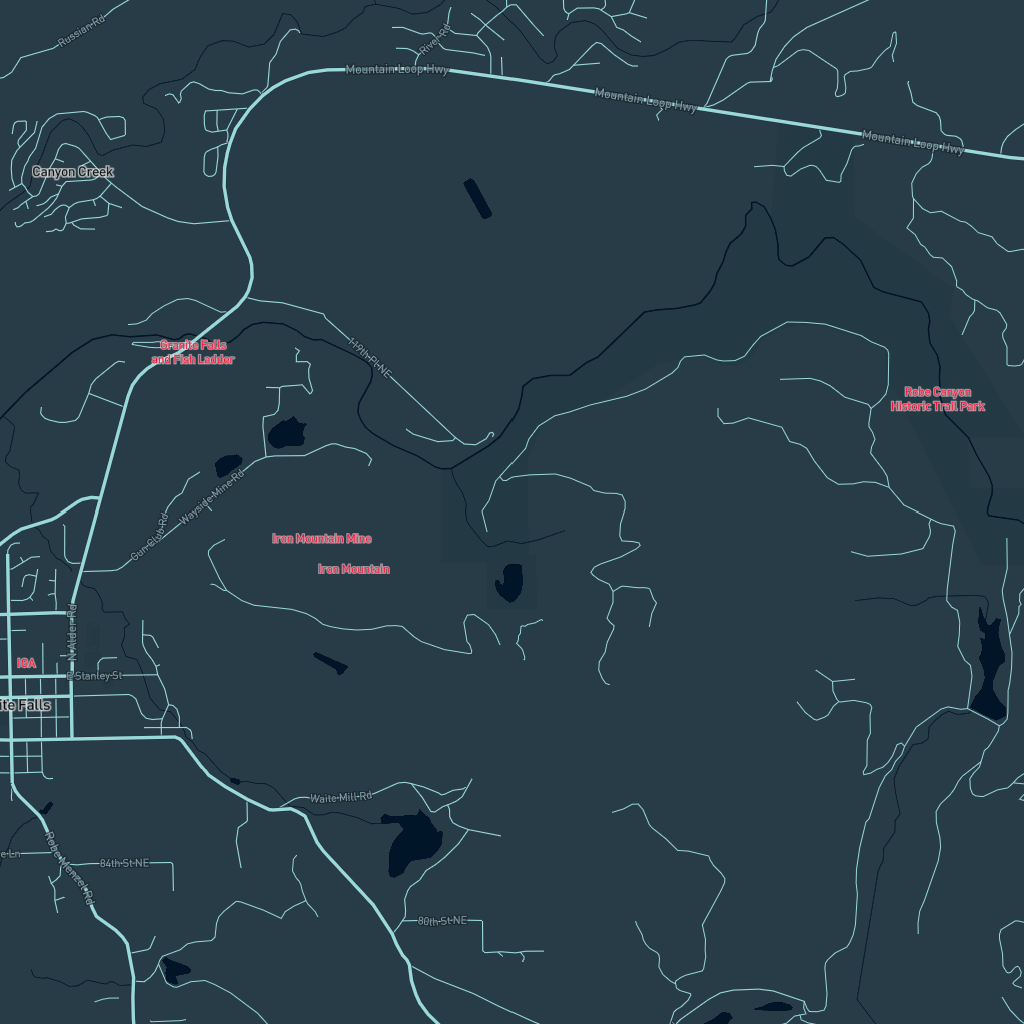 Russian Rd
River Rd
Mountain Loop Hwy
Mountain Loop Hwy
Mountain Loop Hwy
Canyon Creek
119th Pl NE
Granite Falls
and Fish Ladder
Robe Canyon
Historic Trail Park
Wayside Mine Rd
Gun Club Rd
Iron Mountain Mine
Iron Mountain
N Alder Rd
IGA
E Stanley St
ite Falls
Waite Mill Rd
e Ln
84th St NE
Robe Menzel Rd
80th St NE